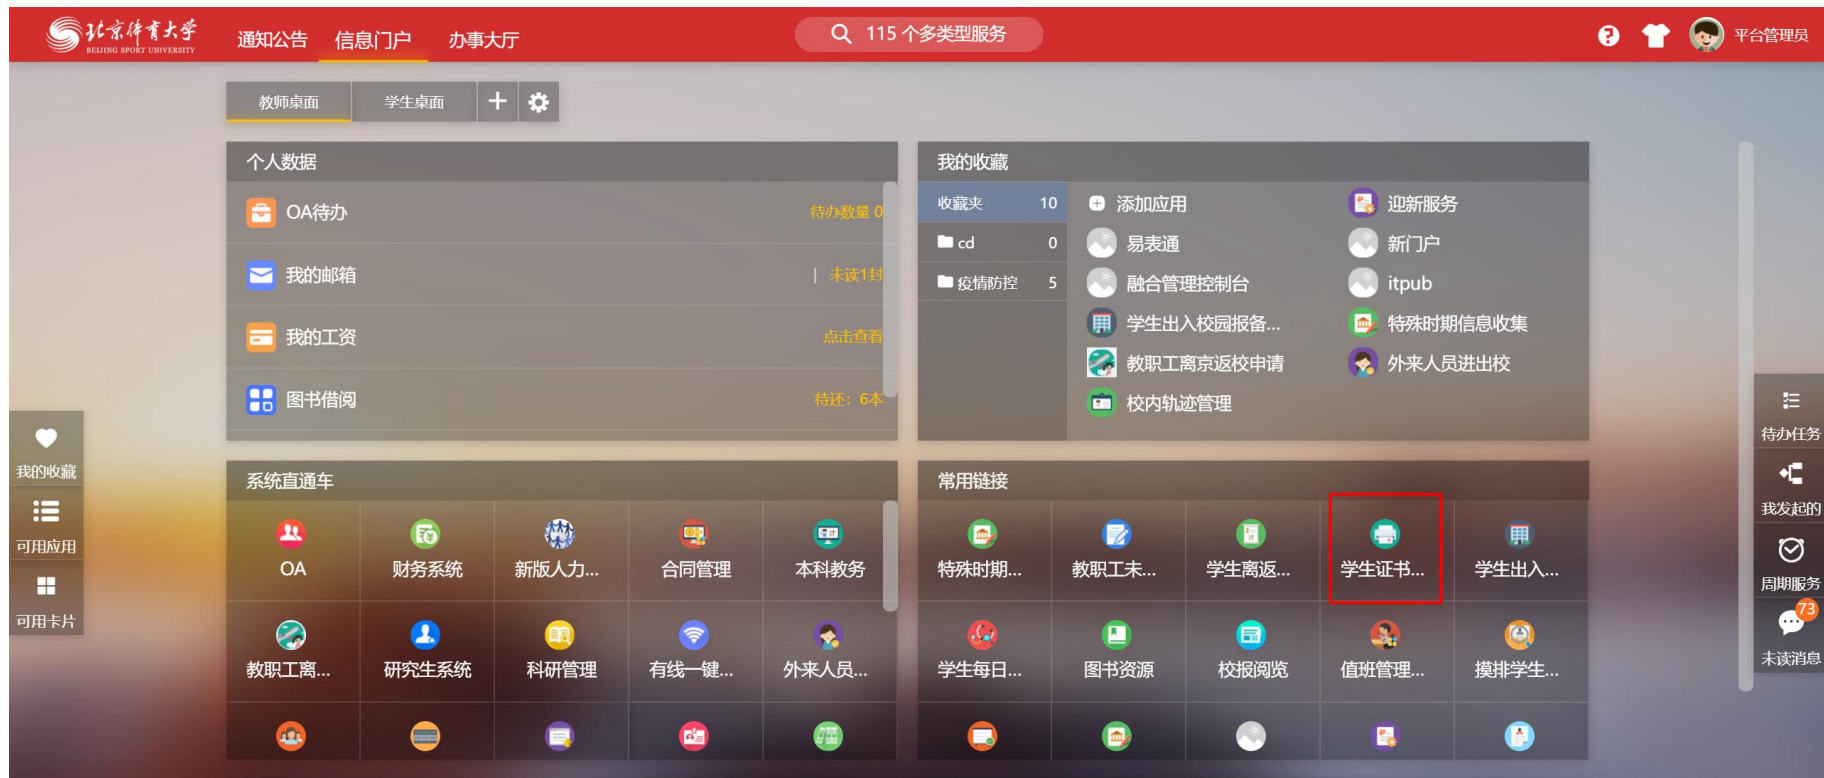 北京体育大学
BEIJING SPORT UNIVERSITY
通知公告 信息门户 办事大厅
115 个多类型服务
平台管理员
教师桌面 学生桌面
个人数据
OA待办 待办数量 0
我的邮箱 | 未读1封
我的工资 点击查看
图书借阅 待还：6本
我的收藏
收藏夹 10
cd 0
疫情防控 5
添加应用 迎新服务
易表通 新门户
融合管理控制台 itpub
学生出入校园报备... 特殊时期信息收集
教职工离京返校申请 外来人员进出校
校内轨迹管理
系统直通车
OA 财务系统 新版人力... 合同管理 本科教务
教职工离... 研究生系统 科研管理 有线一键... 外来人员...
常用链接
特殊时期... 教职工未... 学生离返... 学生证书... 学生出入...
学生每日... 图书资源 校报阅览 值班管理... 摸排学生...
我的收藏
可用应用
可用卡片
待办任务
我发起的
周期服务
73
未读消息